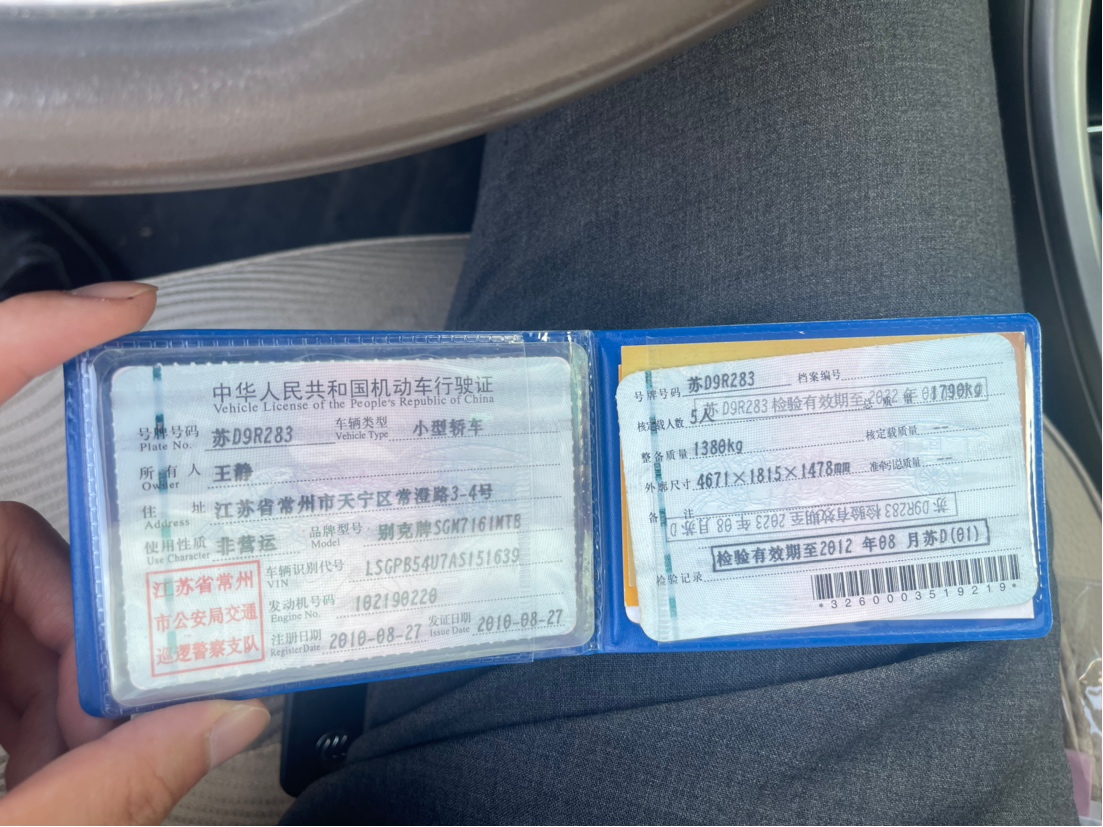 中华人民共和国机动车行驶证
Vehicle License of the People's Republic of China
号牌号码 苏D9R283 车辆类型 小型轿车
Plate No. Vehicle Type
所有人 王静
Owner
住址 江苏省常州市天宁区常澄路3-4号
Address
使用性质 非营运 品牌型号 别克牌SGM7161MTB
Use Character Model
江苏省常州
市公安局交通
巡逻警察支队
车辆识别代号 LSGPB54U7AS151639
VIN
发动机号码 102190220
Engine No.
注册日期 2010-08-27 发证日期 2010-08-27
Register Date Issue Date
号牌号码 苏D9R283 档案编号
核定载人数 5人 总质量 1790kg
苏D9R283 检验有效期至2022年
整备质量 1380kg 核定载质量 --
外廓尺寸 4671×1815×1478mm 准牵引总质量 --
备注
苏D9R283 检验有效期至2023年08月苏D
检验有效期至2012年08月苏D(01)
检验记录
*3260003519219*